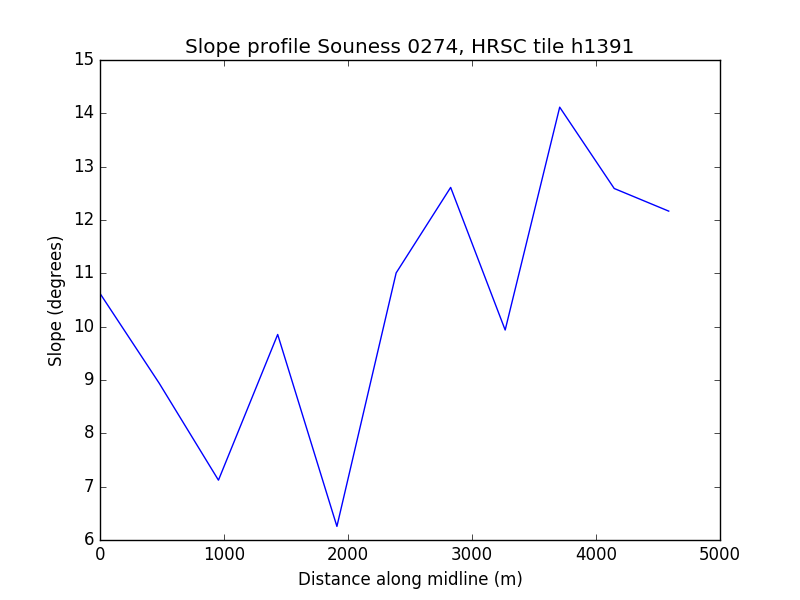 Slope profile Souness 0274, HRSC tile h1391
15
14
13
12
11
10
9
8
7
6
Slope (degrees)
0 1000 2000 3000 4000 5000
Distance along midline (m)